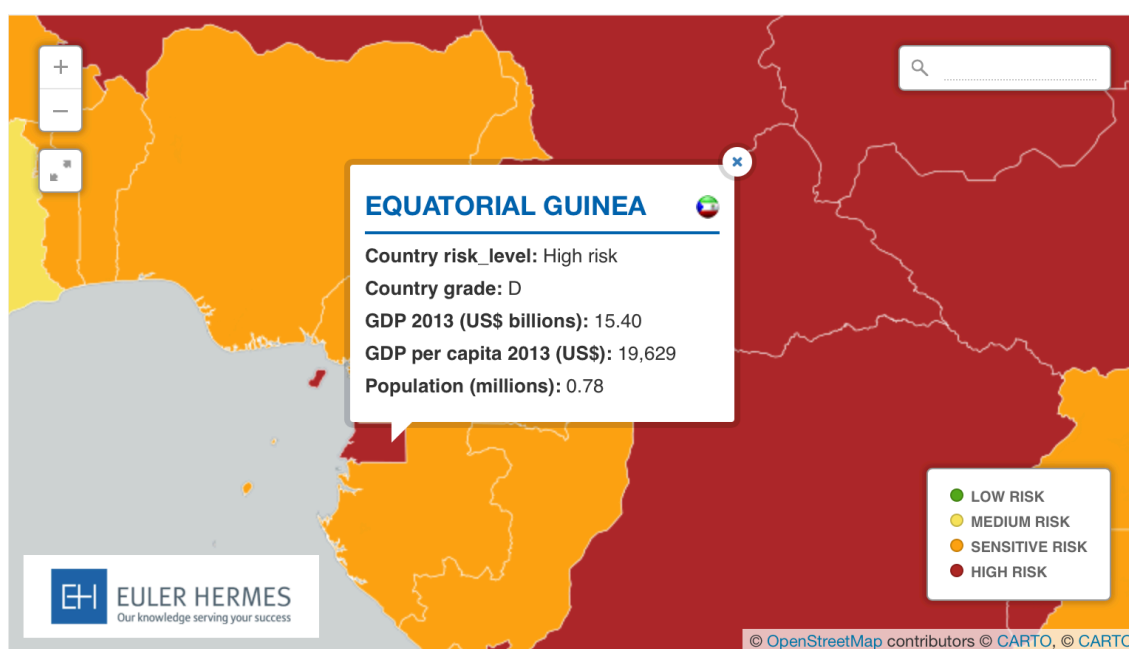 +
−
EQUATORIAL GUINEA
Country risk_level: High risk
Country grade: D
GDP 2013 (US$ billions): 15.40
GDP per capita 2013 (US$): 19,629
Population (millions): 0.78
LOW RISK
MEDIUM RISK
SENSITIVE RISK
HIGH RISK
EH EULER HERMES
Our knowledge serving your success
© OpenStreetMap contributors © CARTO, © CARTO